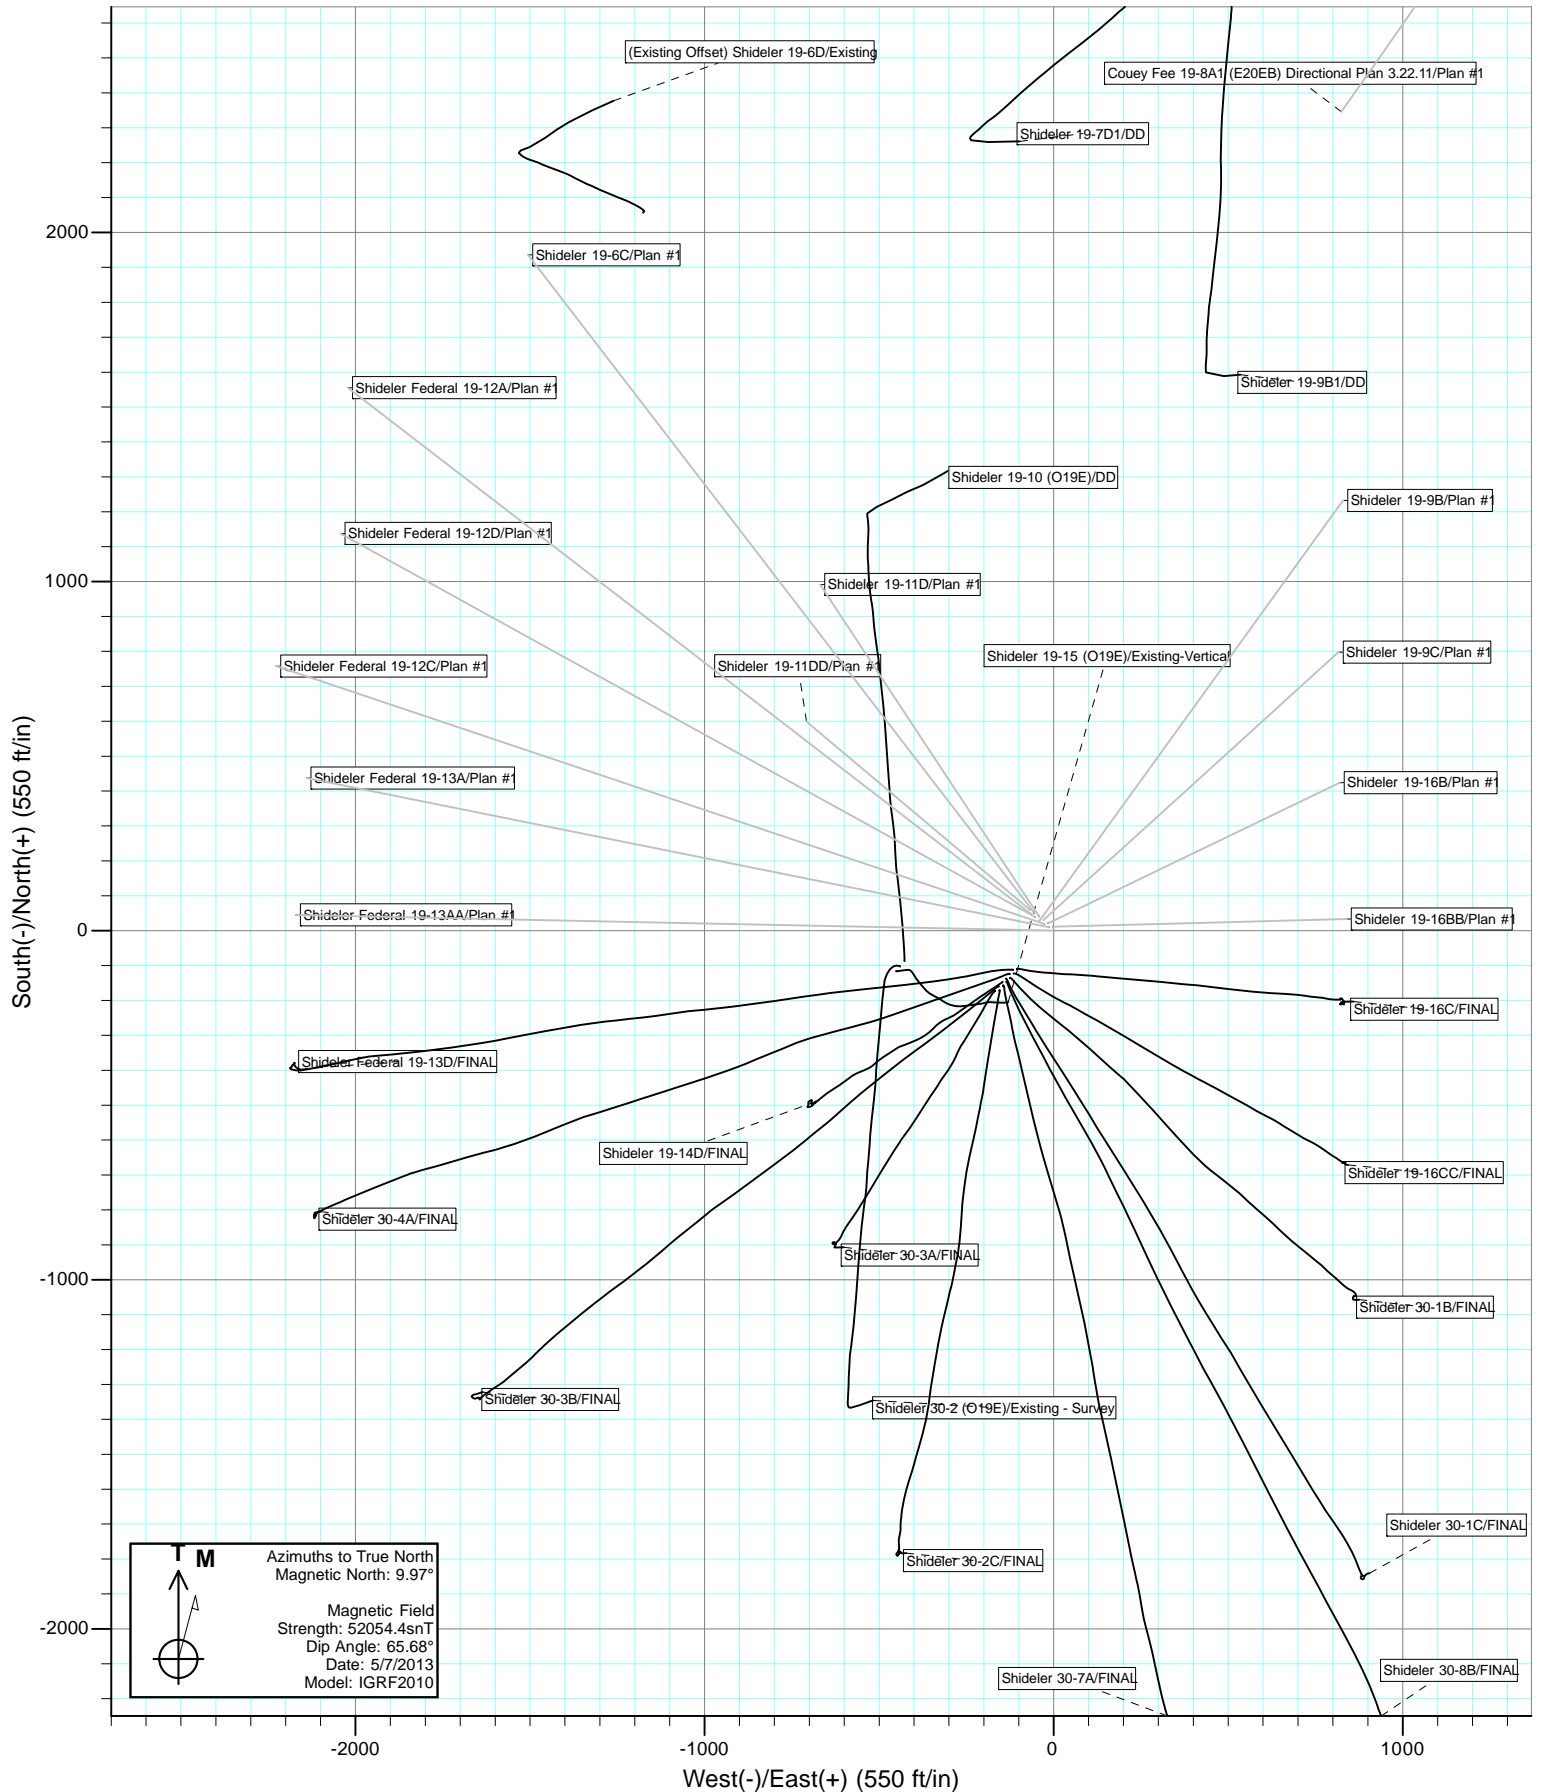 (Existing Offset) Shideler 19-6D/Existing
Couey Fee 19-8A1 (E20EB) Directional Plan 3.22.11/Plan #1
Shideler 19-7D1/DD
2000
Shideler 19-6C/Plan #1
Shideler Federal 19-12A/Plan #1
Shideler 19-9B1/DD
Shideler 19-10 (O19E)/DD
Shideler 19-9B/Plan #1
Shideler Federal 19-12D/Plan #1
1000
Shideler 19-11D/Plan #1
Shideler 19-15 (O19E)/Existing-Vertical
Shideler 19-9C/Plan #1
Shideler Federal 19-12C/Plan #1
Shideler 19-11DD/Plan #1
Shideler Federal 19-13A/Plan #1
Shideler 19-16B/Plan #1
South(-)/North(+) (550 ft/in)
Shideler Federal 19-13AA/Plan #1
Shideler 19-16BB/Plan #1
0
Shideler 19-16C/FINAL
Shideler Federal 19-13D/FINAL
Shideler 19-14D/FINAL
Shideler 19-16CC/FINAL
Shideler 30-4A/FINAL
Shideler 30-3A/FINAL
-1000
Shideler 30-1B/FINAL
Shideler 30-3B/FINAL
Shideler 30-2 (O19E)/Existing - Survey
Shideler 30-1C/FINAL
Shideler 30-2C/FINAL
T M
Azimuths to True North
Magnetic North: 9.97°
Magnetic Field
Strength: 52054.4snT
Dip Angle: 65.68°
Date: 5/7/2013
Model: IGRF2010
-2000
Shideler 30-7A/FINAL
Shideler 30-8B/FINAL
-2000
-1000
0
1000
West(-)/East(+) (550 ft/in)